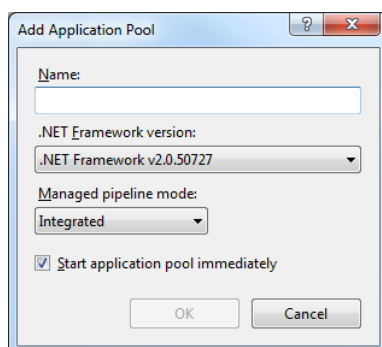 Add Application Pool
?
Name:
.NET Framework version:
.NET Framework v2.0.50727
Managed pipeline mode:
Integrated
Start application pool immediately
OK Cancel